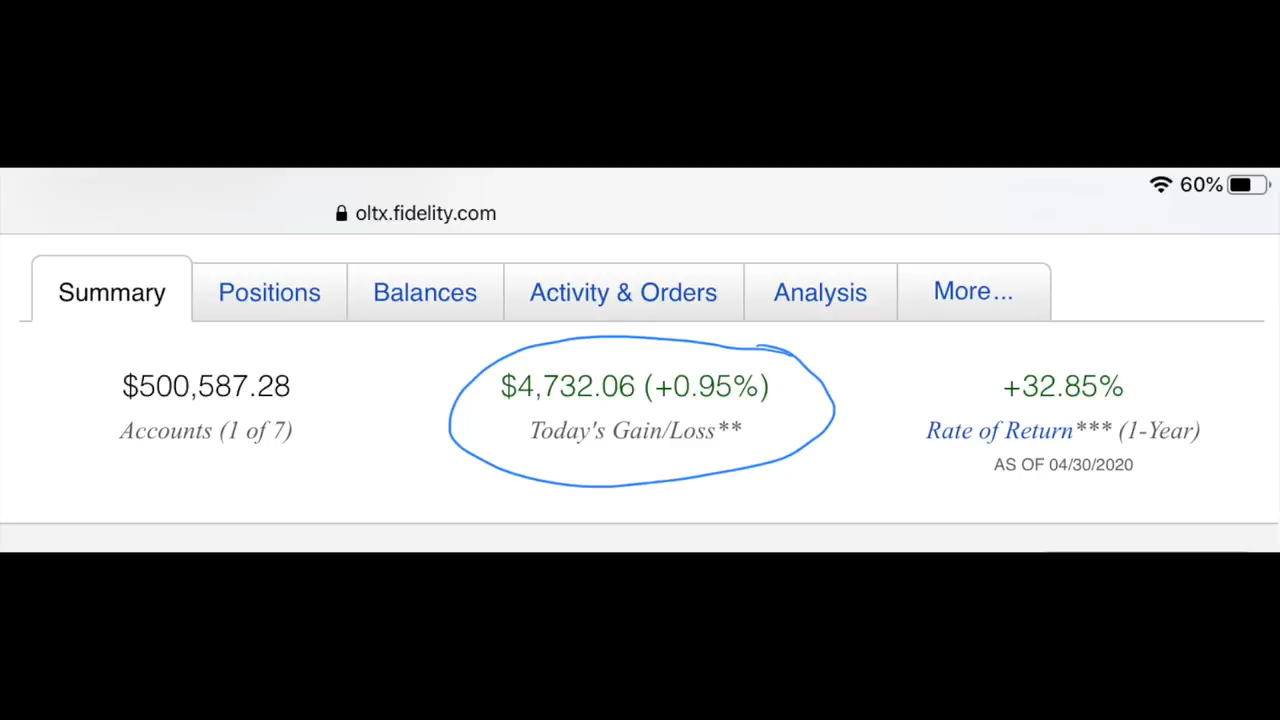 60%
oltx.fidelity.com
Summary
Positions
Balances
Activity & Orders
Analysis
More...
$500,587.28
$4,732.06 (+0.95%)
+32.85%
Accounts (1 of 7)
Today's Gain/Loss**
Rate of Return*** (1-Year)
AS OF 04/30/2020